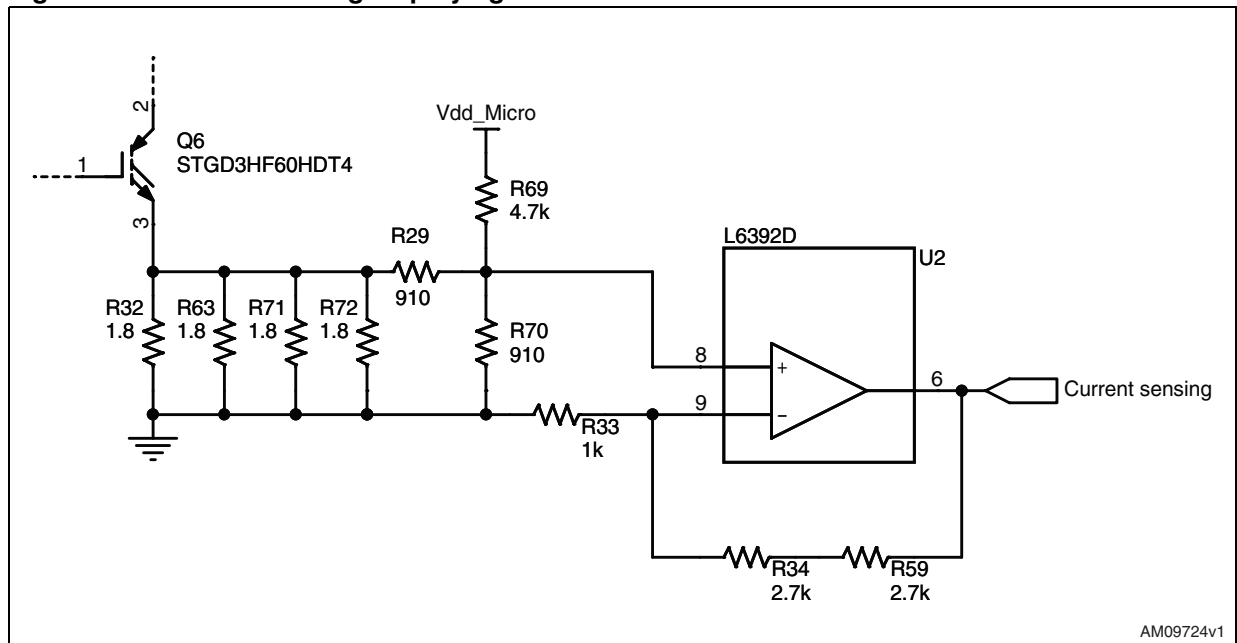 2
Q6
STGD3HF60HDT4
1
3
Vdd_Micro
R69
4.7k
R29
910
L6392D
U2
R32
1.8
R63
1.8
R71
1.8
R72
1.8
R70
910
8
+
6
Current sensing
9
−
R33
1k
R34
2.7k
R59
2.7k
AM09724v1